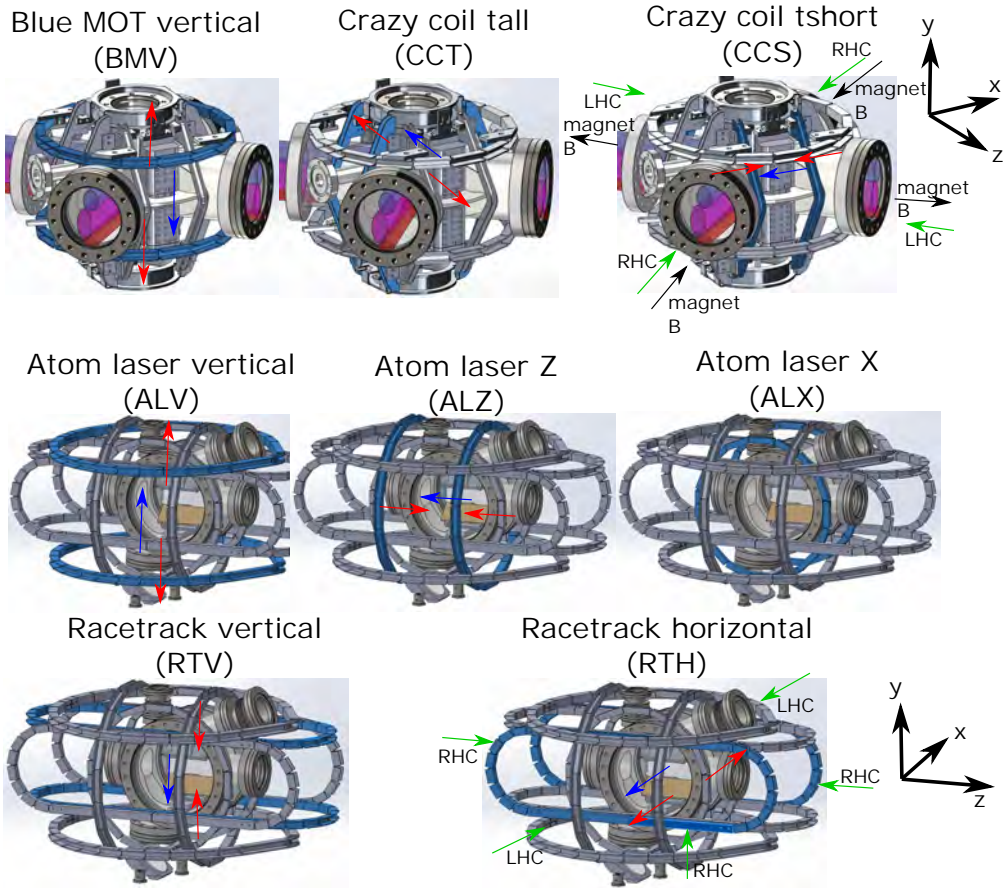 Blue MOT vertical
(BMV)
Crazy coil tall
(CCT)
Crazy coil tshort
(CCS)
RHC
LHC
magnet
B
magnet
B
magnet
B
LHC
RHC
magnet
B
y
x
z
Atom laser vertical
(ALV)
Atom laser Z
(ALZ)
Atom laser X
(ALX)
Racetrack vertical
(RTV)
Racetrack horizontal
(RTH)
LHC
RHC
RHC
LHC
RHC
y
x
z